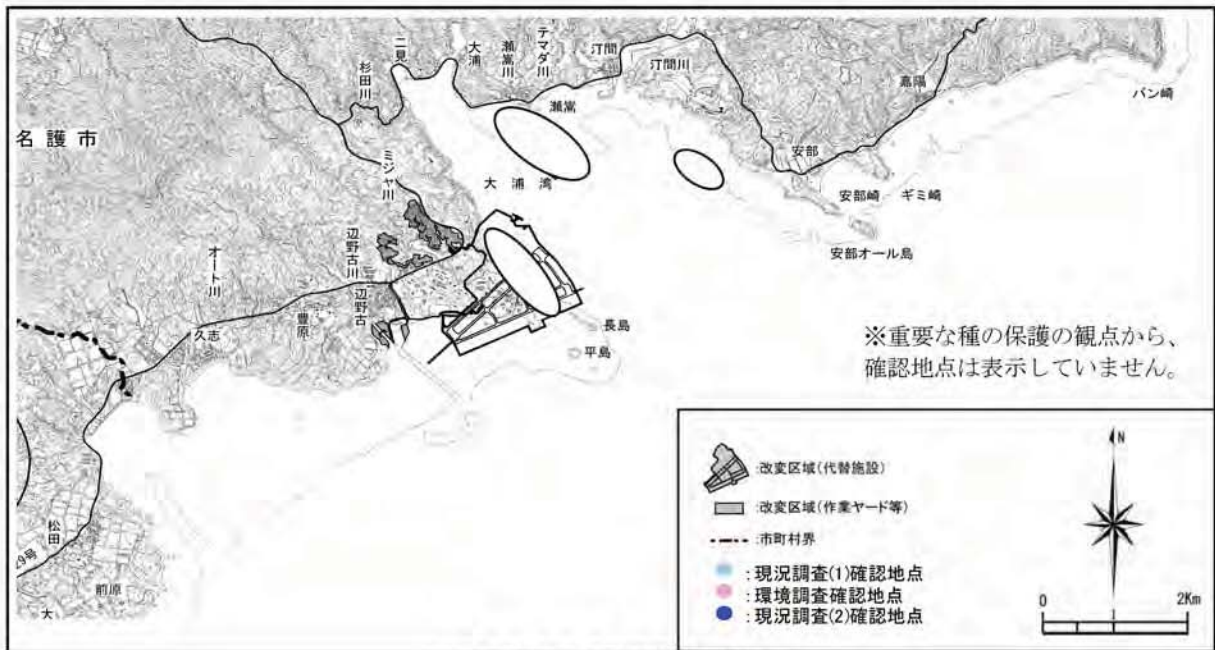 名護市
杉田川
二見
大浦
瀬嵩川
テマダ川
汀間
汀間川
瀬嵩
嘉陽
バン崎
安部
安部崎
ギミ崎
安部オール島
大浦湾
ミジャ川
辺野古川
辺野古
オート川
豊原
久志
長島
平島
松田
前原
29号
大
※重要な種の保護の観点から、
確認地点は表示していません。
:改変区域(代替施設)
:改変区域(作業ヤード等)
:市町村界
:現況調査(1)確認地点
:環境調査確認地点
:現況調査(2)確認地点
N
0 2Km